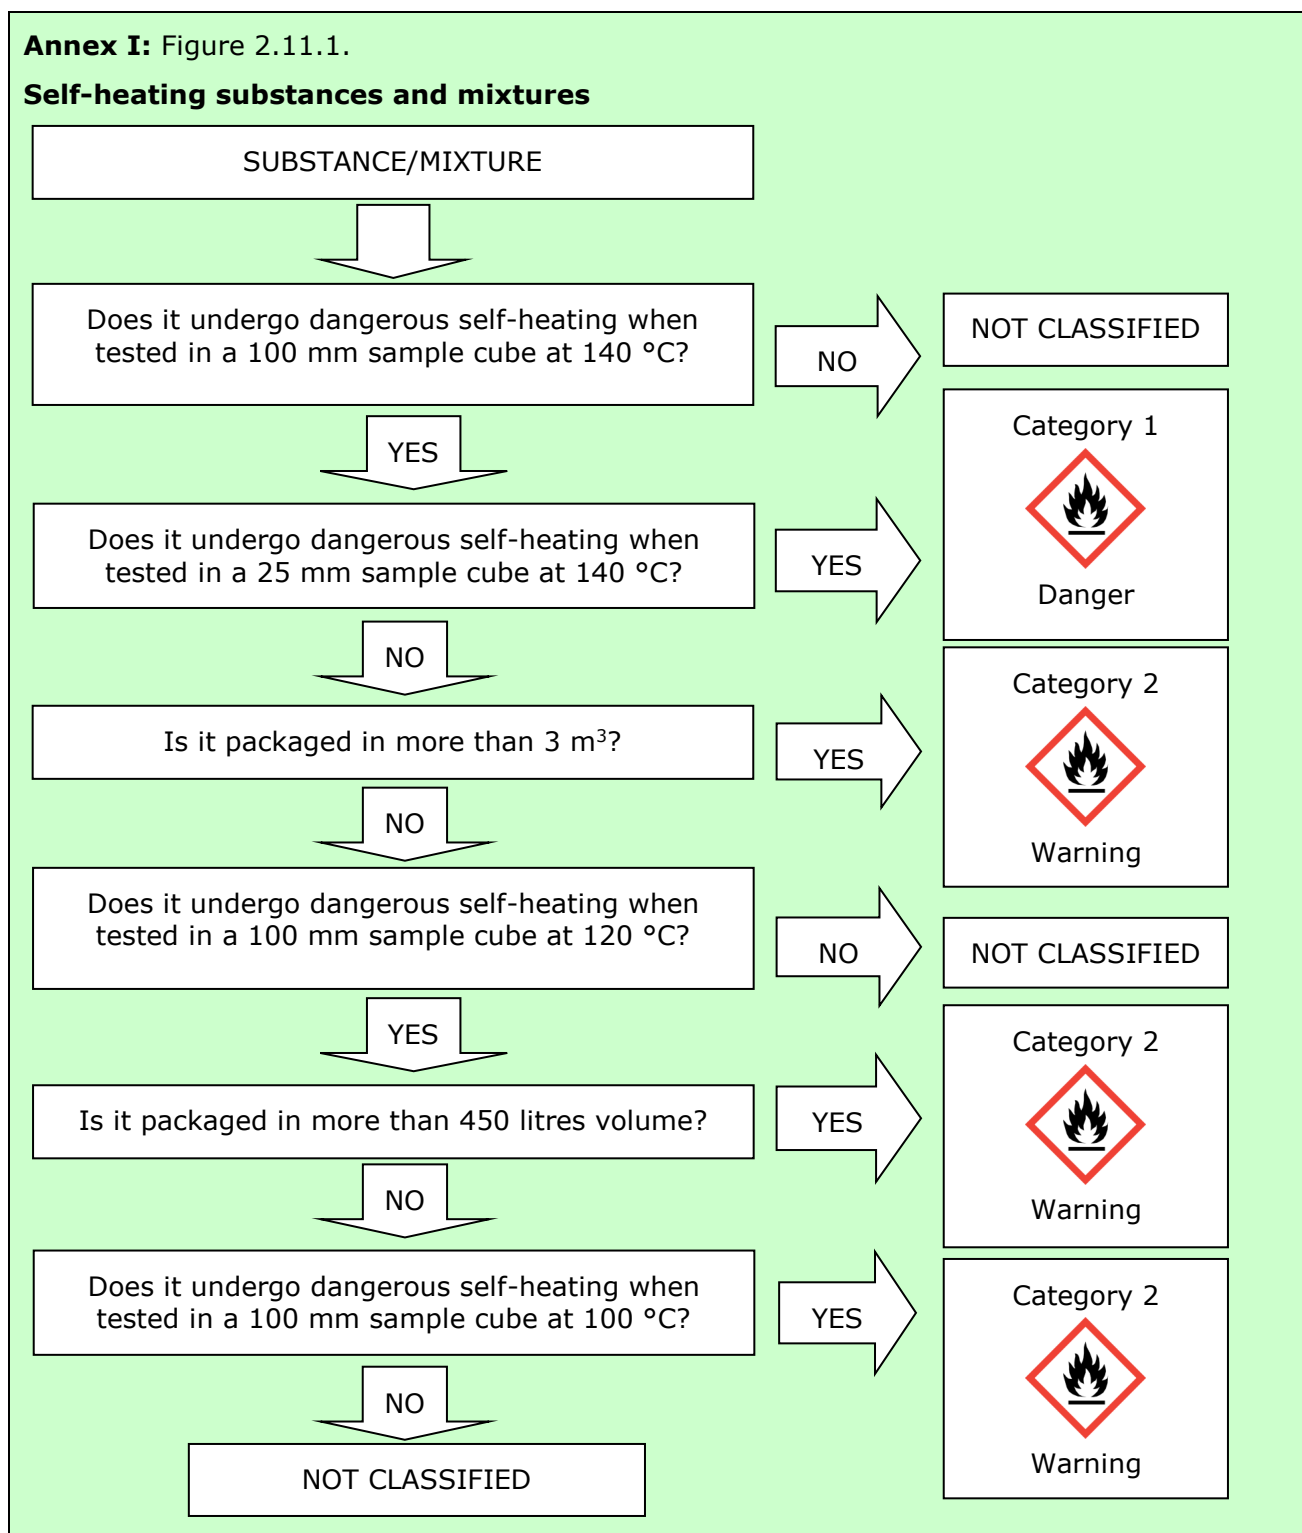 Annex I: Figure 2.11.1.
Self-heating substances and mixtures
SUBSTANCE/MIXTURE
Does it undergo dangerous self-heating when
tested in a 100 mm sample cube at 140 °C?
NO
NOT CLASSIFIED
YES
Category 1
Danger
Does it undergo dangerous self-heating when
tested in a 25 mm sample cube at 140 °C?
YES
NO
Category 2
Warning
Is it packaged in more than 3 m³?
YES
NO
Does it undergo dangerous self-heating when
tested in a 100 mm sample cube at 120 °C?
NO
NOT CLASSIFIED
YES
Category 2
Warning
Is it packaged in more than 450 litres volume?
YES
NO
Does it undergo dangerous self-heating when
tested in a 100 mm sample cube at 100 °C?
YES
Category 2
Warning
NO
NOT CLASSIFIED